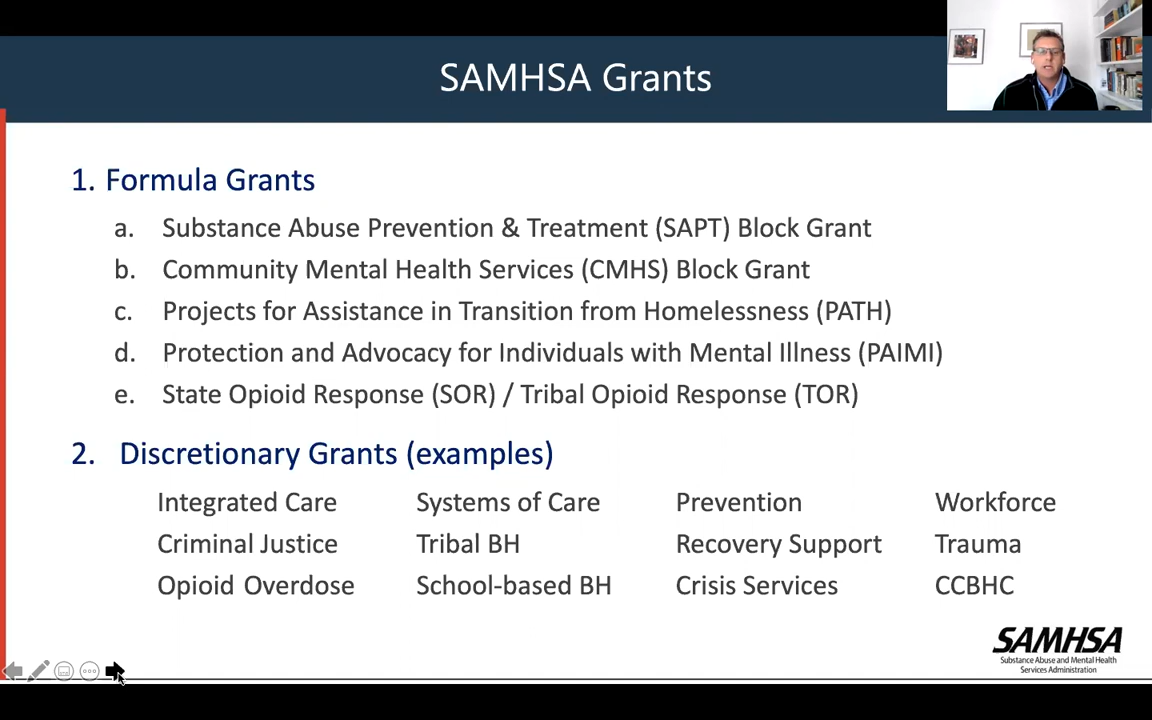 SAMHSA Grants
1. Formula Grants
a. Substance Abuse Prevention & Treatment (SAPT) Block Grant
b. Community Mental Health Services (CMHS) Block Grant
c. Projects for Assistance in Transition from Homelessness (PATH)
d. Protection and Advocacy for Individuals with Mental Illness (PAIMI)
e. State Opioid Response (SOR) / Tribal Opioid Response (TOR)
2. Discretionary Grants (examples)
Integrated Care Systems of Care Prevention Workforce
Criminal Justice Tribal BH Recovery Support Trauma
Opioid Overdose School-based BH Crisis Services CCBHC
SAMHSA
Substance Abuse and Mental Health
Services Administration